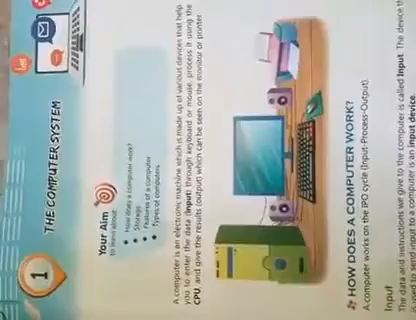 1
THE COMPUTER SYSTEM
Your Aim
to learn about
How does a computer work?
Storage
Features of a computer
Types of computers
A computer is an electronic machine which is made up of various devices that help
you to enter the data (Input) through keyboard or mouse, process it using the
CPU and give the results (output) which can be seen on the monitor or printer.
HOW DOES A COMPUTER WORK?
A computer works on the IPO cycle (Input-Process-Output).
Input
The data and instructions we give to the computer is called Input. The device th
is used to send input to the computer is an input device.